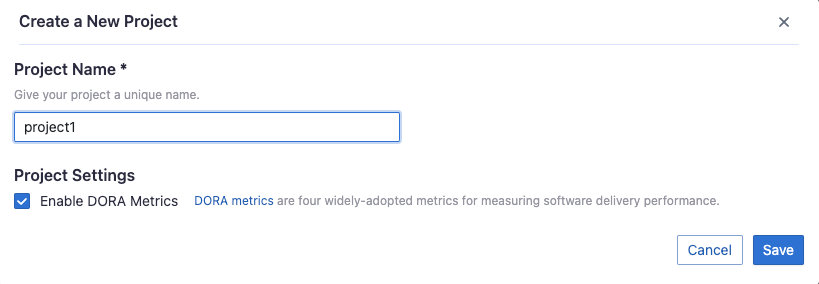 Create a New Project
Project Name *
Give your project a unique name.
project1
Project Settings
Enable DORA Metrics DORA metrics are four widely-adopted metrics for measuring software delivery performance.
Cancel Save